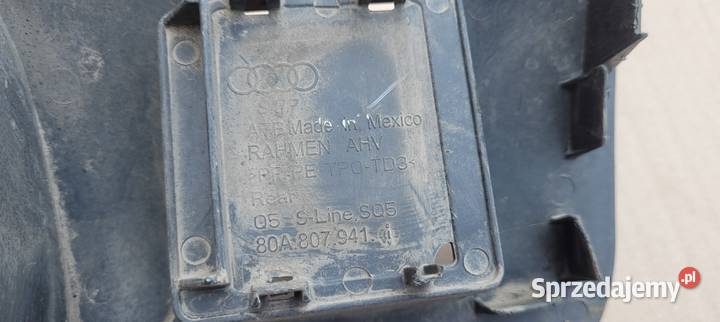 Made in Mexico
RAHMEN AHV
Rear
Q5-S-Line, SQ5
80A.807.941.
Sprzedajemy.pl